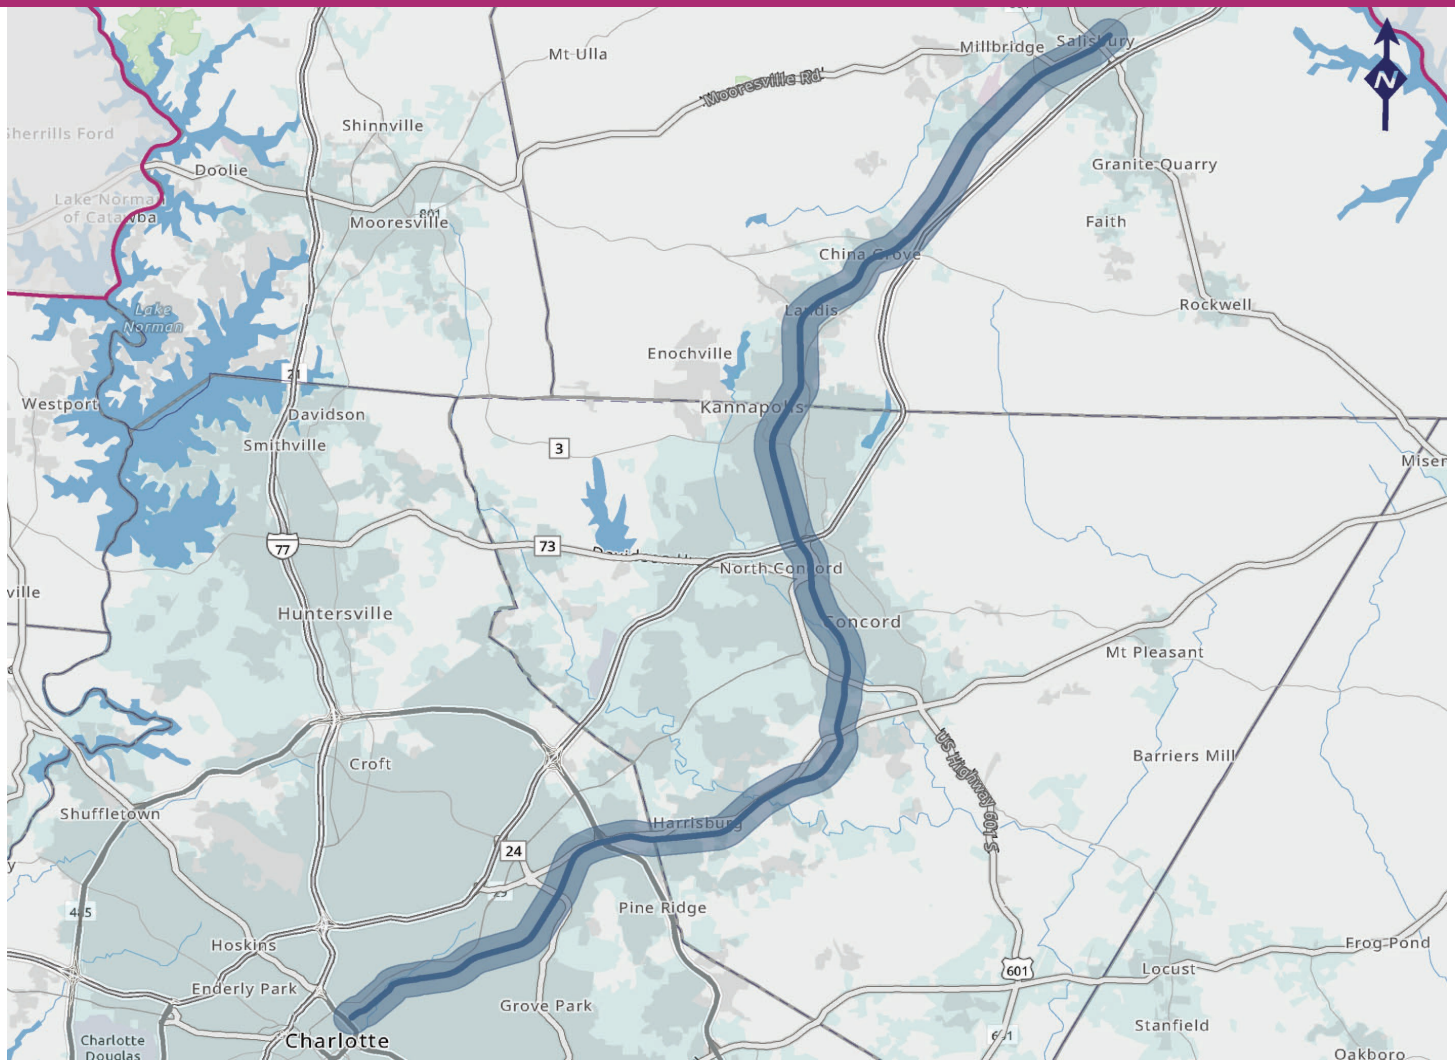 Millbridge
Salisbury
Mt Ulla
Mooresville Rd
N
Sherrills Ford
Shinnville
Doolie
Granite Quarry
Lake Norman
of Catawba
801
Mooresville
Faith
China Grove
Lake
Norman
Landis
Rockwell
Enochville
21
Westport
Davidson
Kannapolis
Smithville
3
77
73
North Concord
Huntersville
Concord
Mt Pleasant
US Highway 601 S
Croft
Barriers Mill
Shuffletown
Harrisburg
24
29
485
Pine Ridge
Hoskins
Frog Pond
Locust
601
Enderly Park
Grove Park
Charlotte
Charlotte
Douglas
Stanfield
601
Oakboro